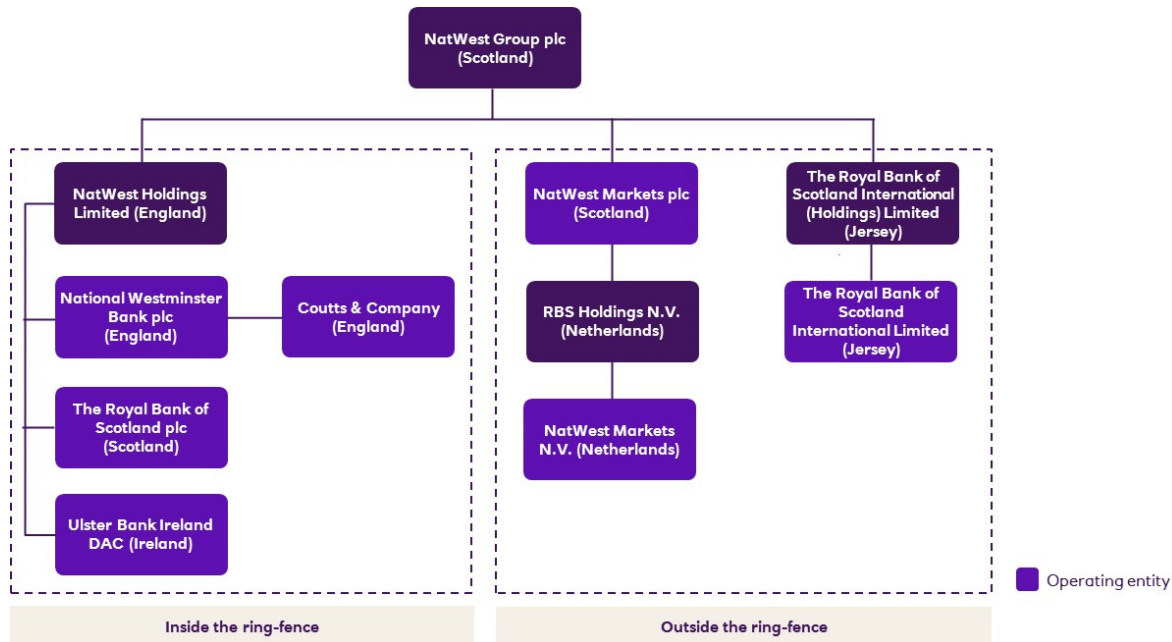 NatWest Group plc
(Scotland)
NatWest Holdings
Limited (England)
National Westminster
Bank plc
(England)
Coutts & Company
(England)
The Royal Bank of
Scotland plc
(Scotland)
Ulster Bank Ireland
DAC (Ireland)
NatWest Markets plc
(Scotland)
RBS Holdings N.V.
(Netherlands)
NatWest Markets
N.V. (Netherlands)
The Royal Bank of
Scotland International
(Holdings) Limited
(Jersey)
The Royal Bank of
Scotland
International Limited
(Jersey)
Operating entity
Inside the ring-fence
Outside the ring-fence